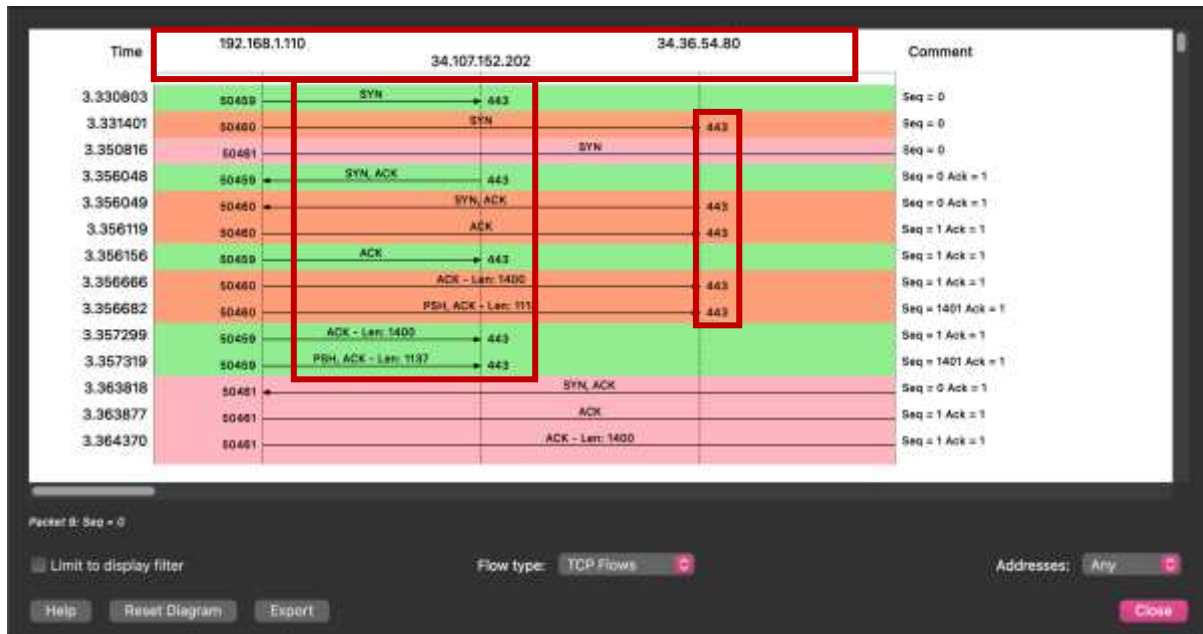 192.168.1.110 34.36.54.80
Time 34.107.152.202 Comment
3.330803 50459 SYN 443 Seq = 0
3.331401 50460 SYN 443 Seq = 0
3.350816 50461 SYN Seq = 0
3.356048 50459 SYN, ACK 443 Seq = 0 Ack = 1
3.356049 50460 SYN, ACK 443 Seq = 0 Ack = 1
3.356119 50460 ACK 443 Seq = 1 Ack = 1
3.356156 50459 ACK 443 Seq = 1 Ack = 1
3.356666 50460 ACK - Len: 1400 443 Seq = 1 Ack = 1
3.356682 50460 PSH, ACK - Len: 443 Seq = 1401 Ack = 1
3.357299 50459 ACK - Len: 1400 443 Seq = 1 Ack = 1
3.357319 50459 PSH, ACK - Len: 1137 443 Seq = 1401 Ack = 1
3.363818 50461 SYN, ACK Seq = 0 Ack = 1
3.363877 50461 ACK Seq = 1 Ack = 1
3.364370 50461 ACK - Len: 1400 Seq = 1 Ack = 1
Seq = 0
Limit to display filter Flow type: TCP Flows Addresses: Any
Help Reset Diagram Export Close